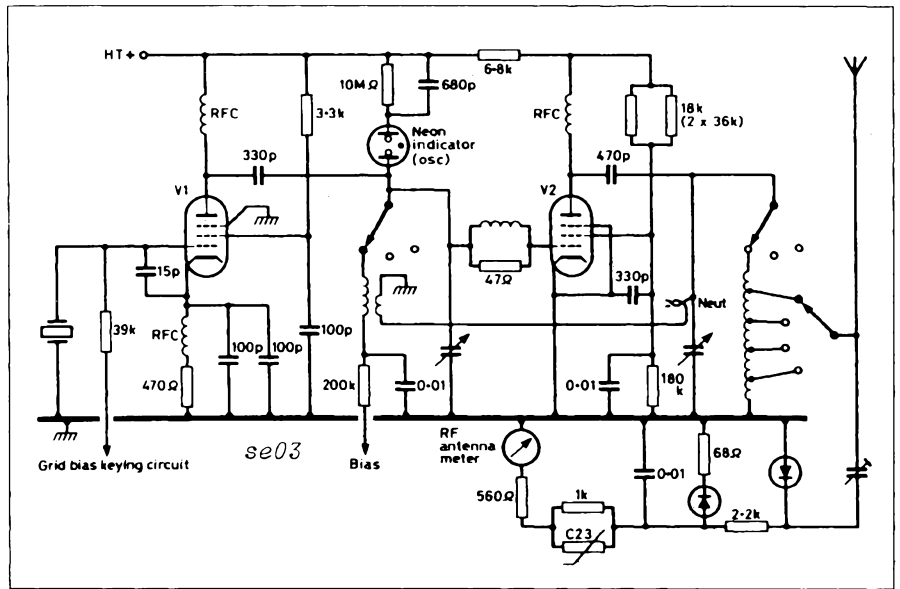 HT+
6·8k
10MΩ
680p
RFC
3·3k
RFC
18k
(2 x 36k)
Neon
indicator
(osc)
330p
470p
V1
V2
15p
47Ω
330p
Neut
39k
RFC
100p
100p
100p
470Ω
200k
0·01
0·01
180
k
RF
antenna
meter
68Ω
0·01
Grid bias keying circuit
se03
Bias
560Ω
1k
C23
2·2k